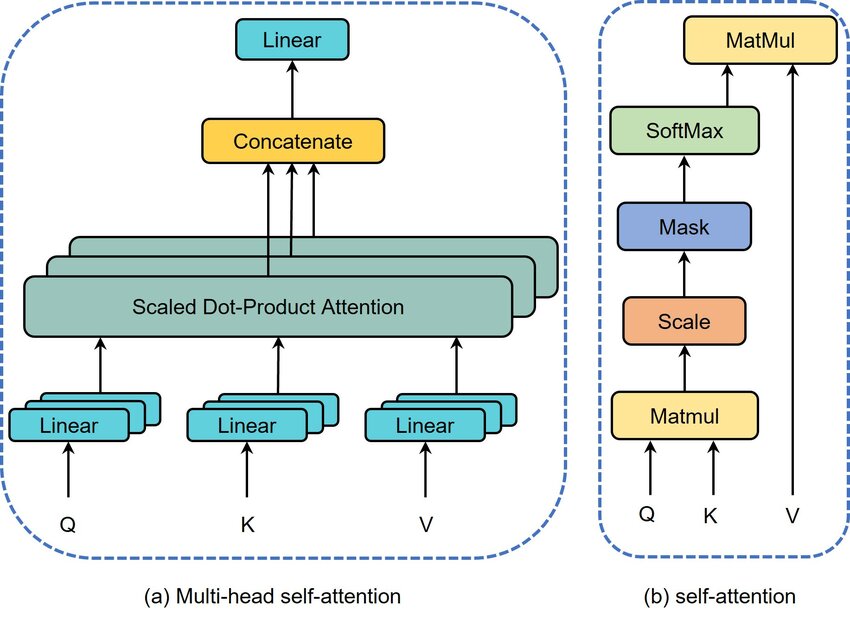 Linear
Concatenate
Scaled Dot-Product Attention
Linear
Linear
Linear
Q
K
V
(a) Multi-head self-attention
MatMul
SoftMax
Mask
Scale
Matmul
Q
K
V
(b) self-attention